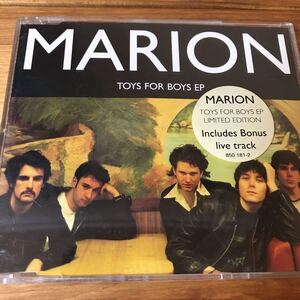 MARION
TOYS FOR BOYS EP
MARION
TOYS FOR BOYS EP
LIMITED EDITION
Includes Bonus
live track
850 181-2